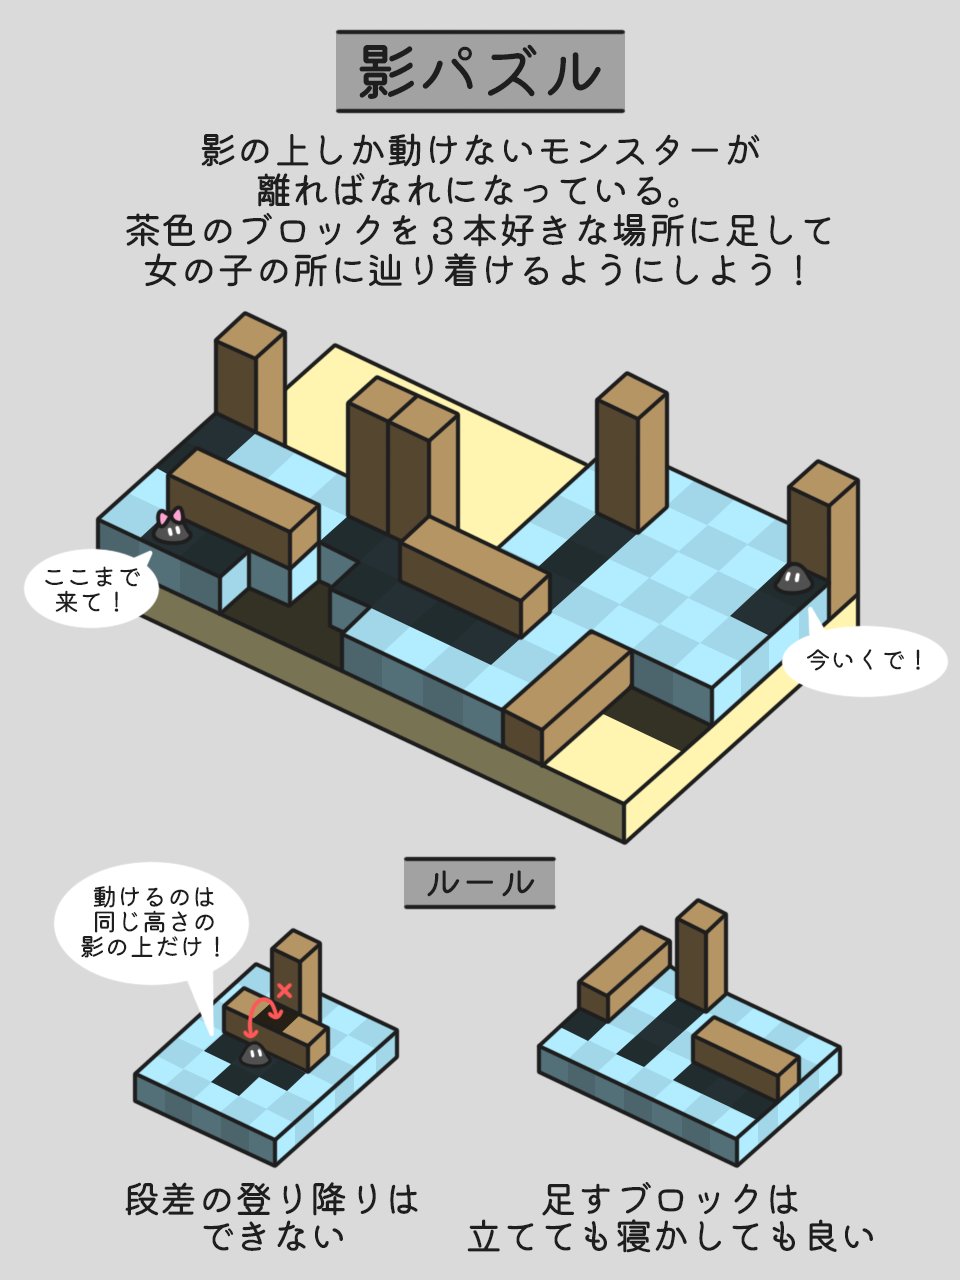 影パズル
影の上しか動けないモンスターが
離ればなれになっている。
茶色のブロックを３本好きな場所に足して
女の子の所に辿り着けるようにしよう！
ここまで
来て！
今いくで！
ルール
動けるのは
同じ高さの
影の上だけ！
段差の登り降りは
できない
足すブロックは
立てても寝かしても良い